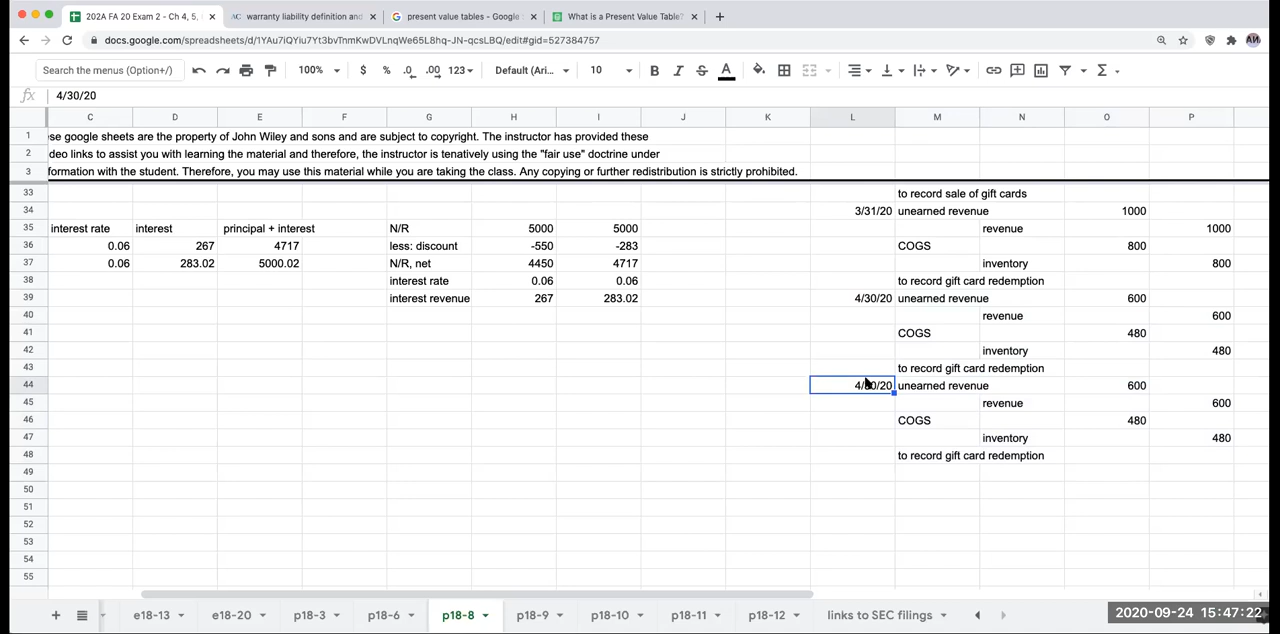 202A FA 20 Exam 2 - Ch 4, 5, × AC warranty liability definition and × G present value tables - Google × What is a Present Value Table? × +
docs.google.com/spreadsheets/d/1YAu7iQYiu7Yt3bvTnmKwDVLnqWe65L8hq-JN-qcsLBQ/edit#gid=527384757
Search the menus (Option+/) 100% $ % .0 .00 123 Default (Ari... 10 B I S A
fx 4/30/20
C D E F G H I J K L M N O P
1 se google sheets are the property of John Wiley and sons and are subject to copyright. The instructor has provided these
2 deo links to assist you with learning the material and therefore, the instructor is tenatively using the "fair use" doctrine under
3 formation with the student. Therefore, you may use this material while you are taking the class. Any copying or further redistribution is strictly prohibited.
33 to record sale of gift cards
34 3/31/20 unearned revenue 1000
35 interest rate interest principal + interest N/R 5000 5000 revenue 1000
36 0.06 267 4717 less: discount -550 -283 COGS 800
37 0.06 283.02 5000.02 N/R, net 4450 4717 inventory 800
38 interest rate 0.06 0.06 to record gift card redemption
39 interest revenue 267 283.02 4/30/20 unearned revenue 600
40 revenue 600
41 COGS 480
42 inventory 480
43 to record gift card redemption
44 4/30/20 unearned revenue 600
45 revenue 600
46 COGS 480
47 inventory 480
48 to record gift card redemption
49
50
51
52
53
54
55
+ e18-13 e18-20 p18-3 p18-6 p18-8 p18-9 p18-10 p18-11 p18-12 links to SEC filings
2020-09-24 15:47:22